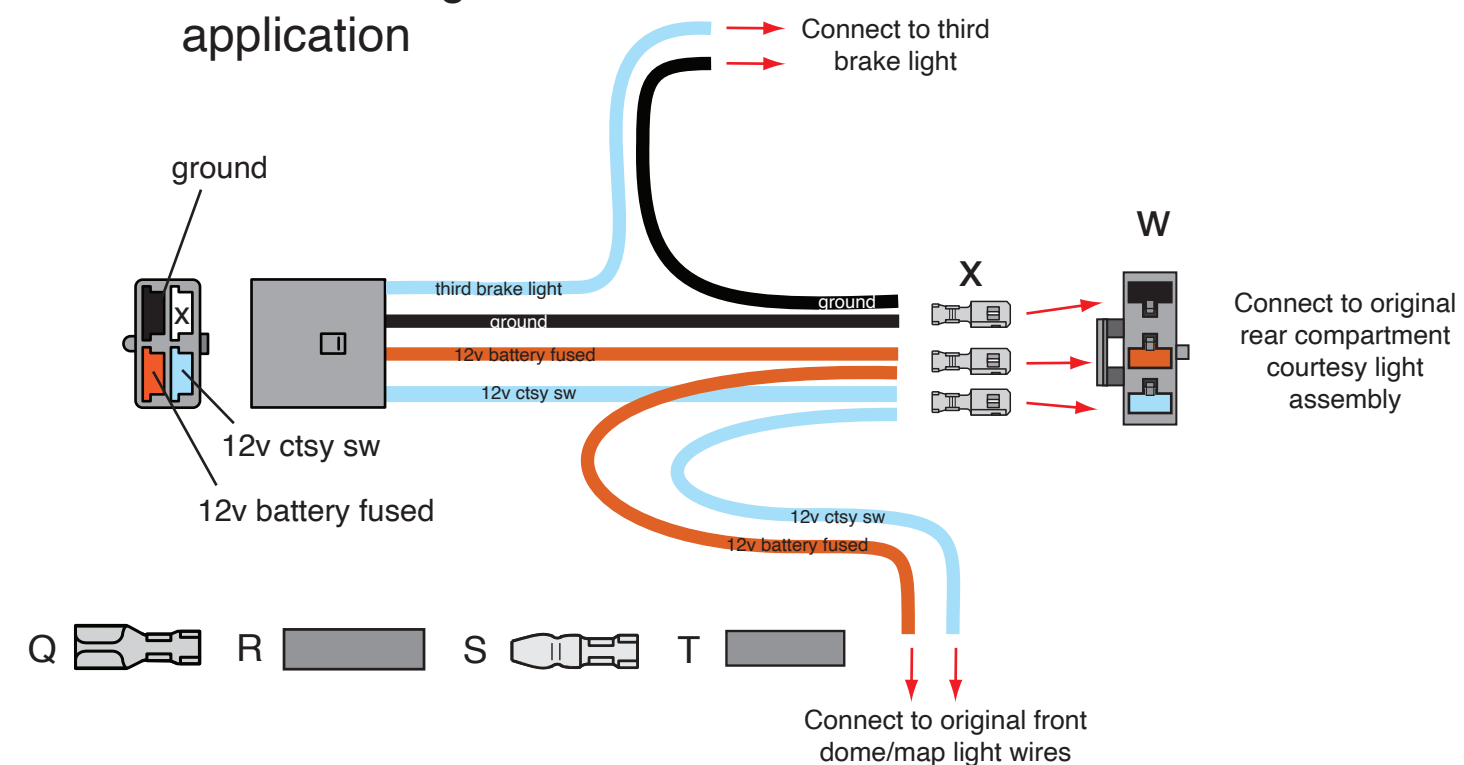 application
Connect to third
brake light
ground
W
X
X
third brake light
ground
ground
12v battery fused
12v ctsy sw
Connect to original
rear compartment
courtesy light
assembly
12v ctsy sw
12v battery fused
12v ctsy sw
12v battery fused
Q
R
S
T
Connect to original front
dome/map light wires